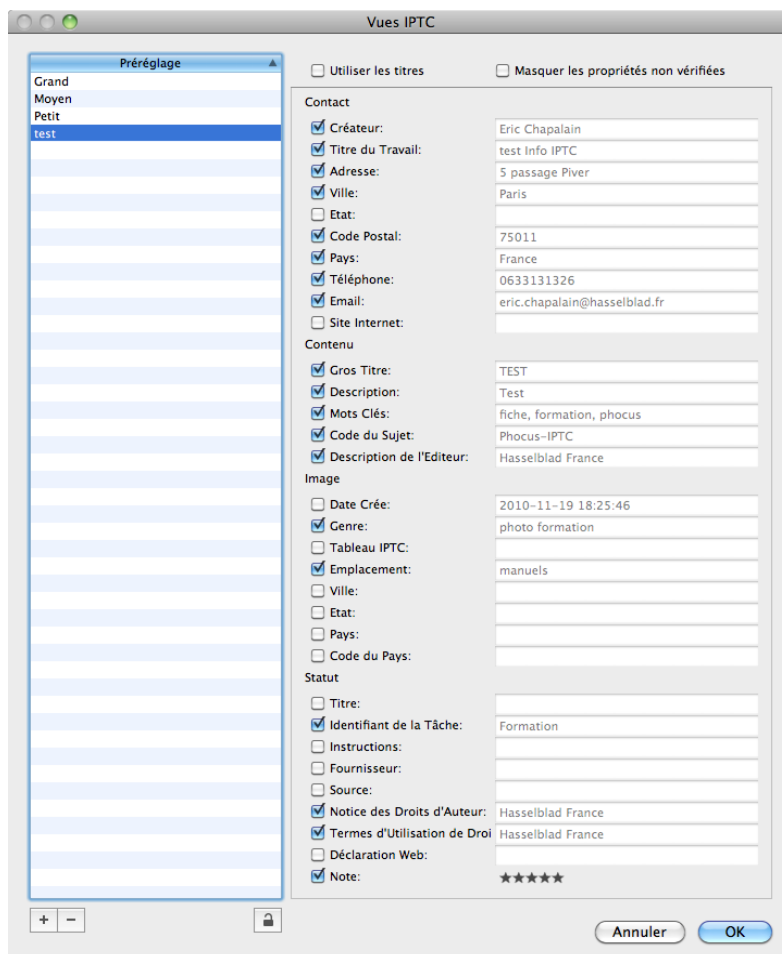 Vues IPTC
Préréglage
Grand
Moyen
Petit
test
Utiliser les titres
Masquer les propriétés non vérifiées
Contact
Créateur: Eric Chapalain
Titre du Travail: test Info IPTC
Adresse: 5 passage Piver
Ville: Paris
Etat:
Code Postal: 75011
Pays: France
Téléphone: 0633131326
Email: eric.chapalain@hasselblad.fr
Site Internet:
Contenu
Gros Titre: TEST
Description: Test
Mots Clés: fiche, formation, phocus
Code du Sujet: Phocus-IPTC
Description de l'Editeur: Hasselblad France
Image
Date Crée: 2010-11-19 18:25:46
Genre: photo formation
Tableau IPTC:
Emplacement: manuels
Ville:
Etat:
Pays:
Code du Pays:
Statut
Titre:
Identifiant de la Tâche: Formation
Instructions:
Fournisseur:
Source:
Notice des Droits d'Auteur: Hasselblad France
Termes d'Utilisation de Droi Hasselblad France
Déclaration Web:
Note: ★★★★★
+ −
Annuler
OK